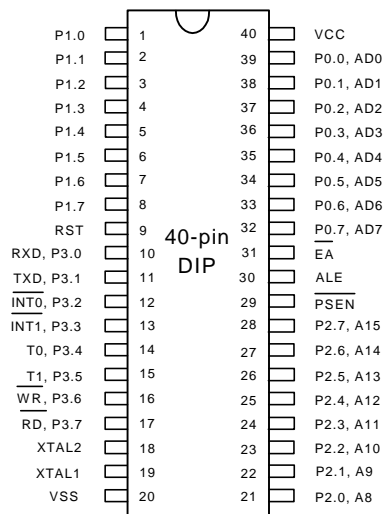 P1.0 1 40 VCC
P1.1 2 39 P0.0, AD0
P1.2 3 38 P0.1, AD1
P1.3 4 37 P0.2, AD2
P1.4 5 36 P0.3, AD3
P1.5 6 35 P0.4, AD4
P1.6 7 34 P0.5, AD5
P1.7 8 33 P0.6, AD6
RST 9 32 P0.7, AD7
40-pin
DIP
RXD, P3.0 10 31 EA
TXD, P3.1 11 30 ALE
INT0, P3.2 12 29 PSEN
INT1, P3.3 13 28 P2.7, A15
T0, P3.4 14 27 P2.6, A14
T1, P3.5 15 26 P2.5, A13
WR, P3.6 16 25 P2.4, A12
RD, P3.7 17 24 P2.3, A11
XTAL2 18 23 P2.2, A10
XTAL1 19 22 P2.1, A9
VSS 20 21 P2.0, A8